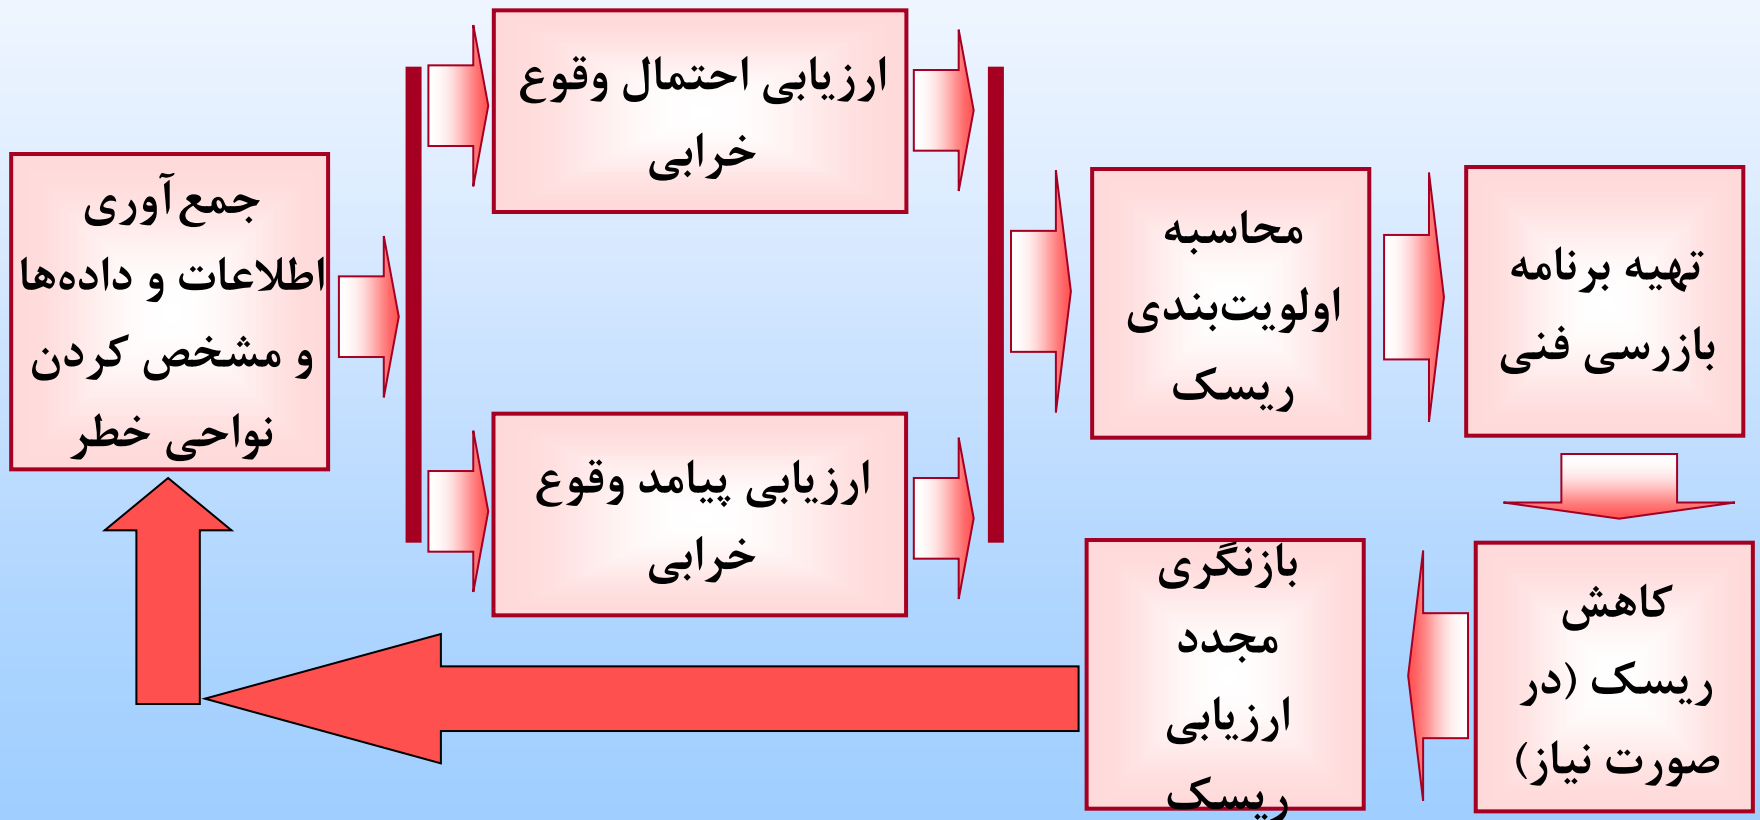 جمع‌آوری
اطلاعات و داده‌ها
و مشخص کردن
نواحی خطر
ارزیابی احتمال وقوع
خرابی
ارزیابی پیامد وقوع
خرابی
محاسبه
اولویت‌بندی
ریسک
تهیه برنامه
بازرسی فنی
کاهش
ریسک (در
صورت نیاز)
بازنگری
مجدد
ارزیابی
ریسک